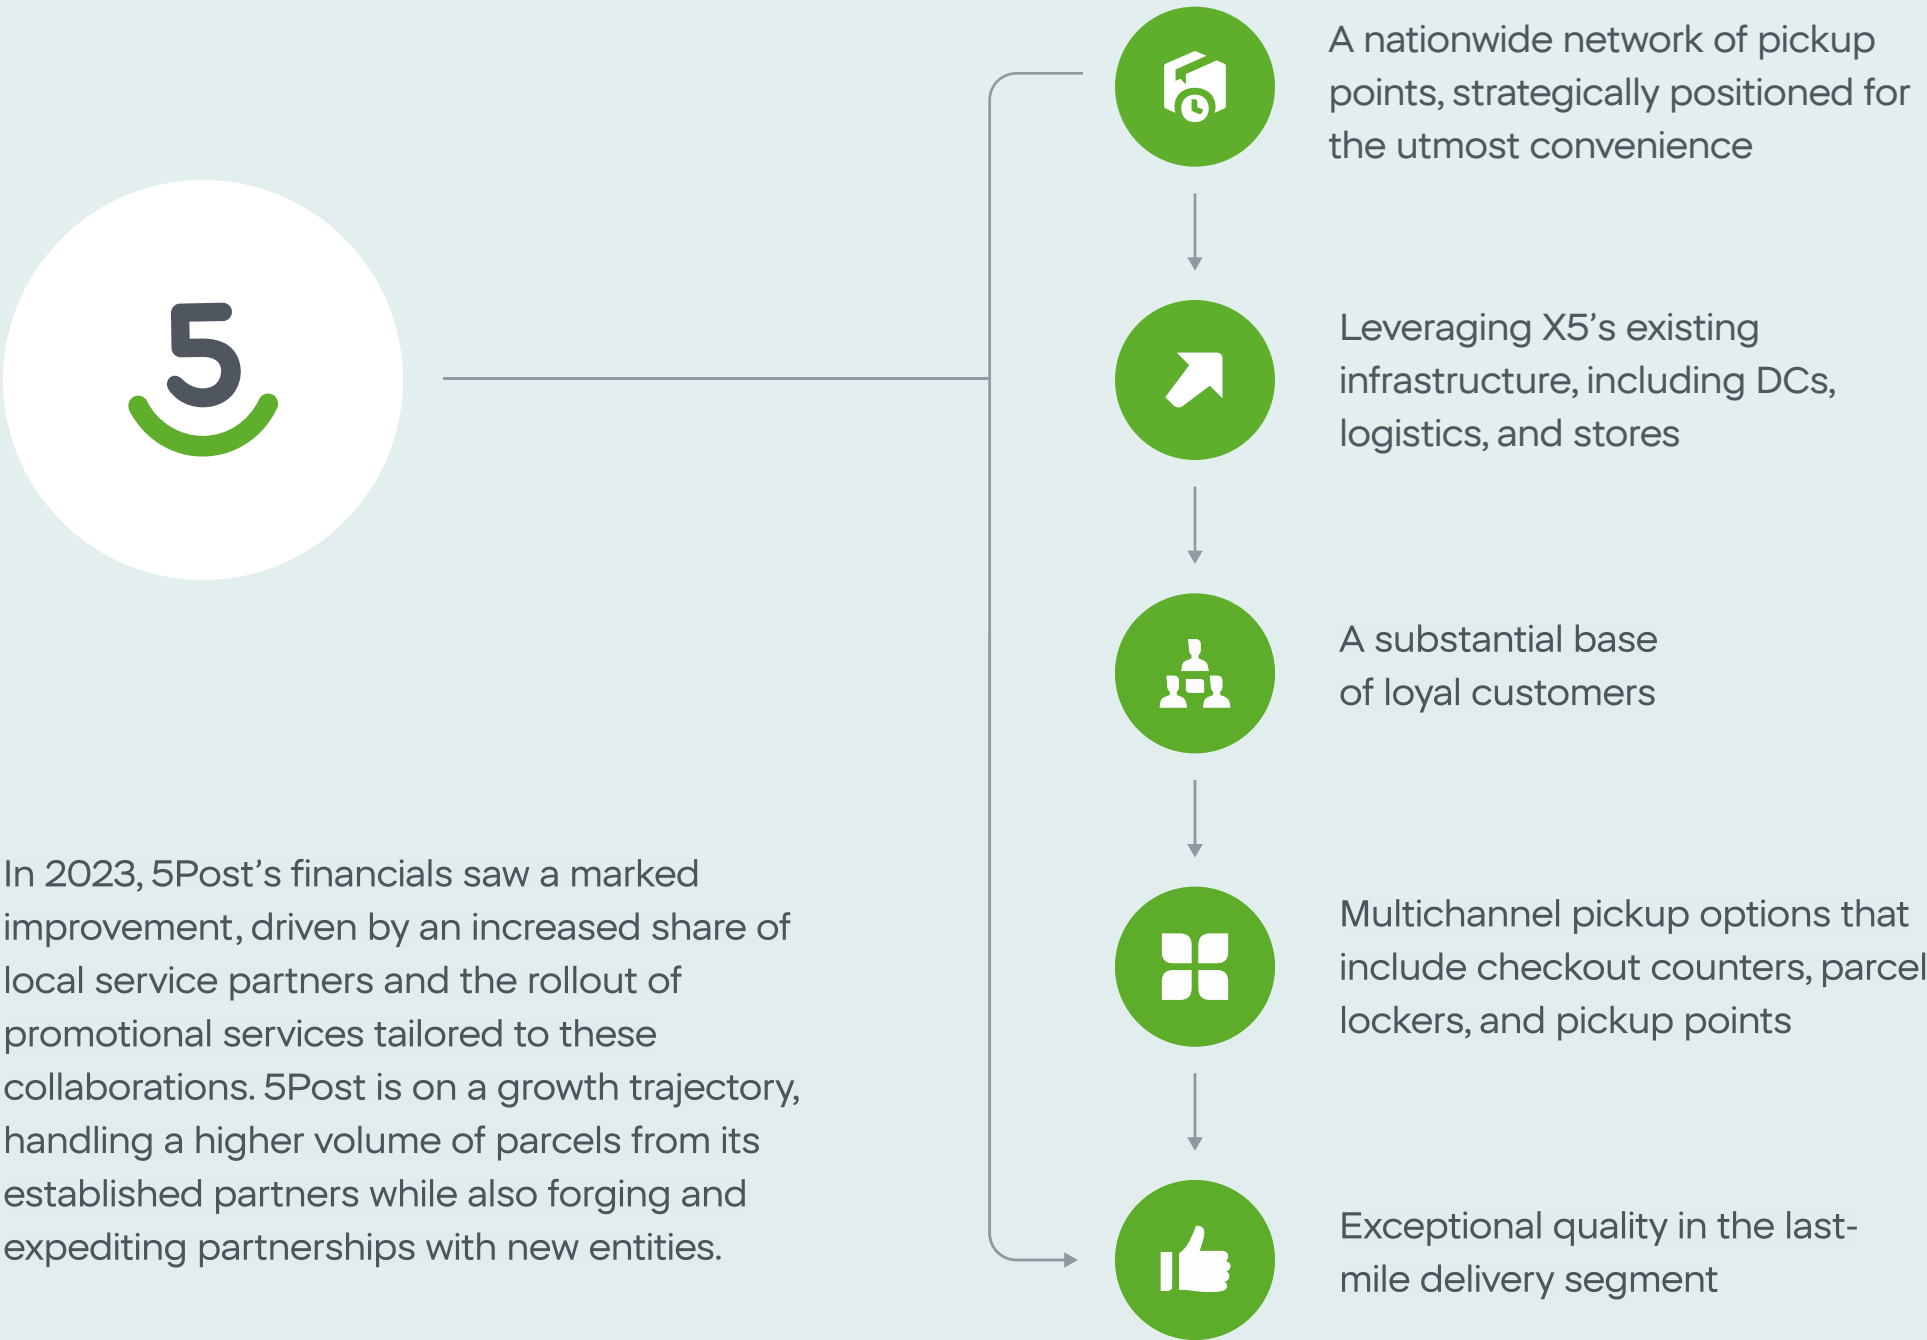 5
In 2023, 5Post’s financials saw a marked
improvement, driven by an increased share of
local service partners and the rollout of
promotional services tailored to these
collaborations. 5Post is on a growth trajectory,
handling a higher volume of parcels from its
established partners while also forging and
expediting partnerships with new entities.
A nationwide network of pickup
points, strategically positioned for
the utmost convenience
Leveraging X5’s existing
infrastructure, including DCs,
logistics, and stores
A substantial base
of loyal customers
Multichannel pickup options that
include checkout counters, parcel
lockers, and pickup points
Exceptional quality in the last-
mile delivery segment